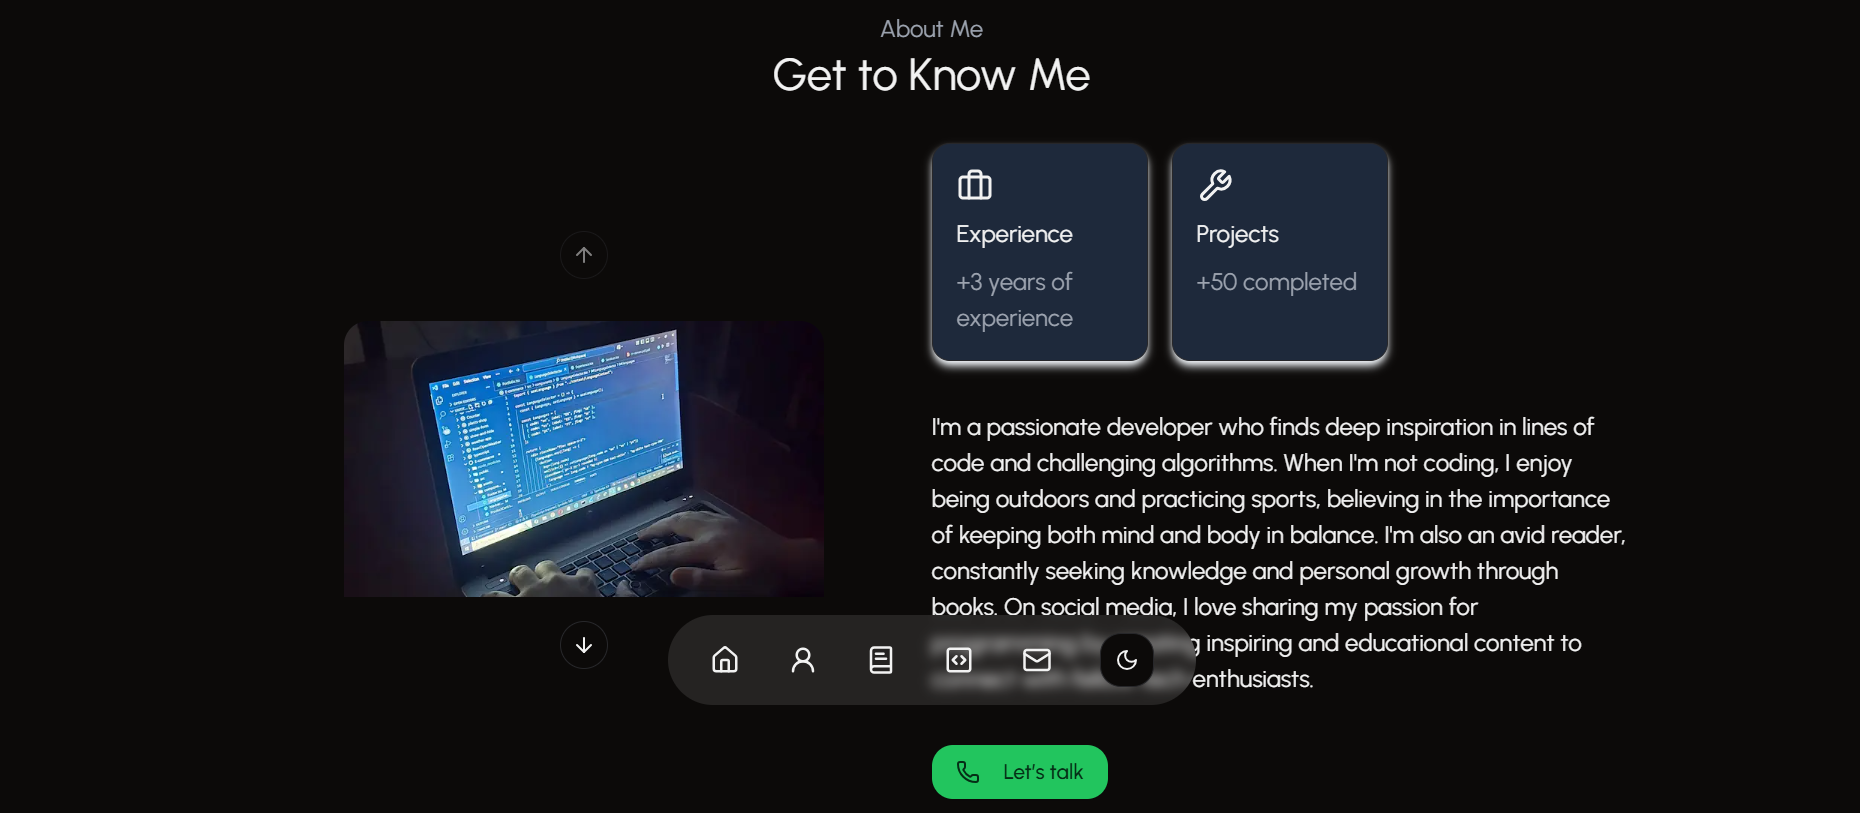 About Me
Get to Know Me
Experience
+3 years of
experience
Projects
+50 completed
I'm a passionate developer who finds deep inspiration in lines of
code and challenging algorithms. When I'm not coding, I enjoy
being outdoors and practicing sports, believing in the importance
of keeping both mind and body in balance. I'm also an avid reader,
constantly seeking knowledge and personal growth through
books. On social media, I love sharing my passion for
inspiring and educational content to
enthusiasts.
Let's talk